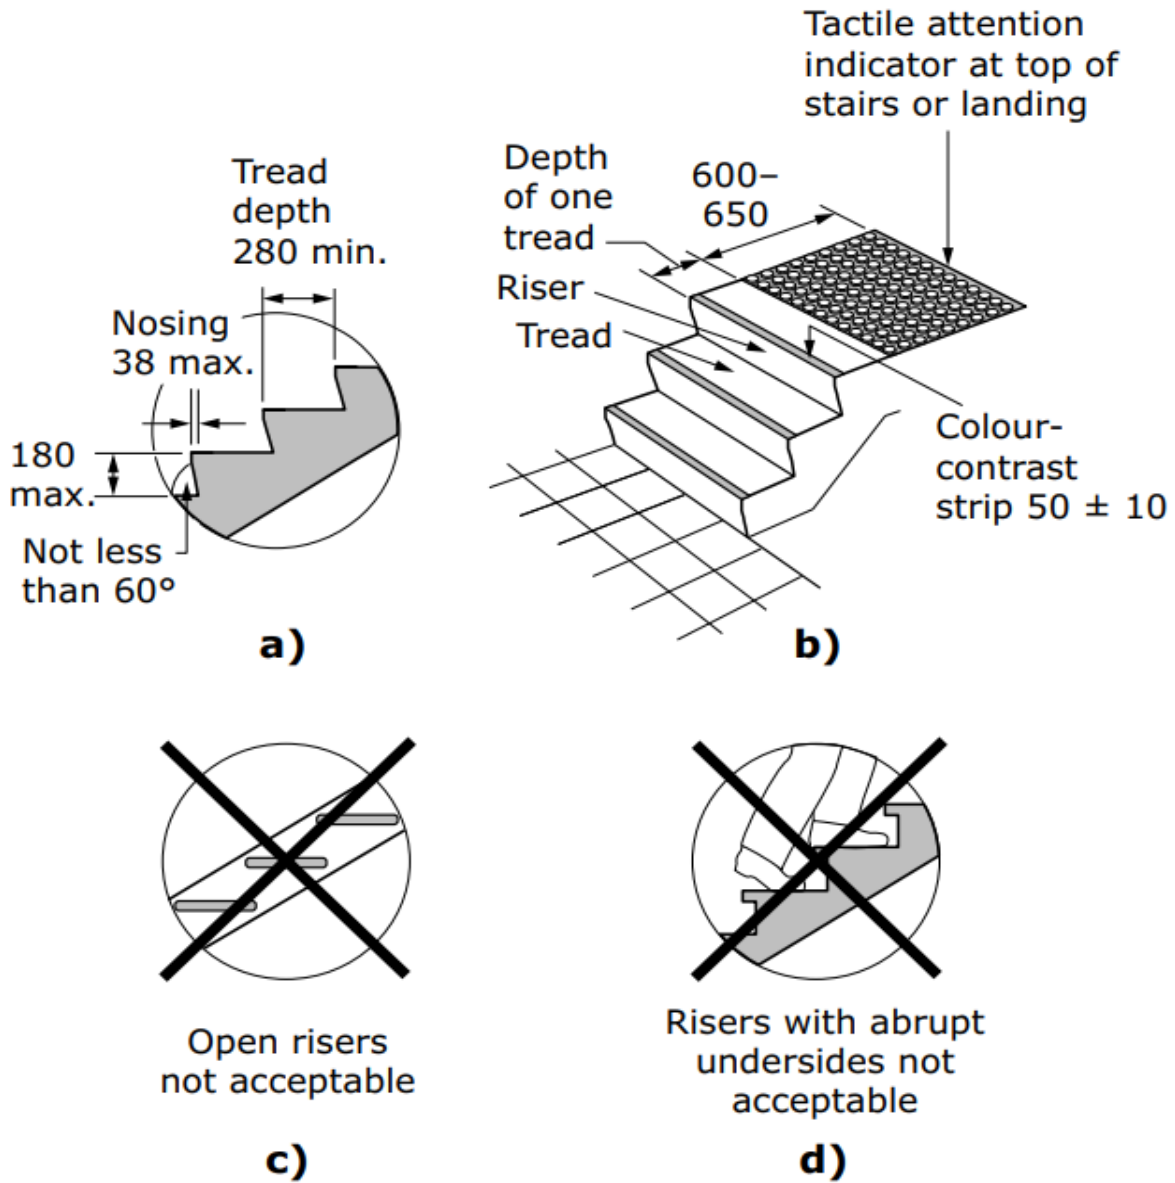 Tactile attention
indicator at top of
stairs or landing
Depth
of one
tread
600–
650
Tread
depth
280 min.
Riser
Tread
Nosing
38 max.
180
max.
Not less
than 60°
Colour-
contrast
strip 50 ± 10
a)
b)
Open risers
not acceptable
Risers with abrupt
undersides not
acceptable
c)
d)